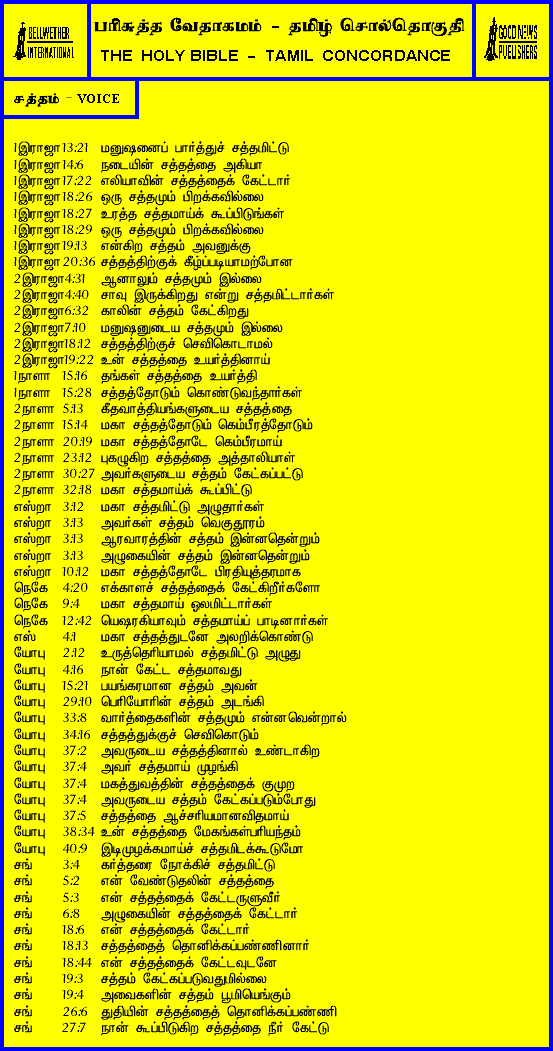 BELLWETHER
INTERNATIONAL
பரிசுத்த வேதாகமம் - தமிழ் சொல்தொகுதி
THE HOLY BIBLE - TAMIL CONCORDANCE
GOOD NEWS
PUBLISHERS
சத்தம் - VOICE
1இராஜா 13:21 மனுஷனைப் பார்த்துச் சத்தமிட்டு
1இராஜா 14:6 நடையின் சத்தத்தை அகியா
1இராஜா 17:22 எலியாவின் சத்தத்தைக் கேட்டார்
1இராஜா 18:26 ஒரு சத்தமும் பிறக்கவில்லை
1இராஜா 18:27 உரத்த சத்தமாய்க் கூப்பிடுங்கள்
1இராஜா 18:29 ஒரு சத்தமும் பிறக்கவில்லை
1இராஜா 19:13 என்கிற சத்தம் அவனுக்கு
1இராஜா 20:36 சத்தத்திற்குக் கீழ்ப்படியாமற்போன
2இராஜா 4:31 ஆனாலும் சத்தமும் இல்லை
2இராஜா 4:40 சாவு இருக்கிறது என்று சத்தமிட்டார்கள்
2இராஜா 6:32 காலின் சத்தம் கேட்கிறது
2இராஜா 7:10 மனுஷனுடைய சத்தமும் இல்லை
2இராஜா 18:12 சத்தத்திற்குச் செவிகொடாமல்
2இராஜா 19:22 உன் சத்தத்தை உயர்த்தினாய்
1நாளா 15:16 தங்கள் சத்தத்தை உயர்த்தி
1நாளா 15:28 சத்தத்தோடும் கொண்டுவந்தார்கள்
2நாளா 5:13 கீதவாத்தியங்களுடைய சத்தத்தை
2நாளா 15:14 மகா சத்தத்தோடும் கெம்பீரத்தோடும்
2நாளா 20:19 மகா சத்தத்தோடே கெம்பீரமாய்
2நாளா 23:12 புகழுகிற சத்தத்தை அத்தாலியாள்
2நாளா 30:27 அவர்களுடைய சத்தம் கேட்கப்பட்டு
2நாளா 32:18 மகா சத்தமாய்க் கூப்பிட்டு
எஸ்றா 3:12 மகா சத்தமிட்டு அழுதார்கள்
எஸ்றா 3:13 அவர்கள் சத்தம் வெகுதூரம்
எஸ்றா 3:13 ஆரவாரத்தின் சத்தம் இன்னதென்றும்
எஸ்றா 3:13 அழுகையின் சத்தம் இன்னதென்றும்
எஸ்றா 10:12 மகா சத்தத்தோடே பிரதியுத்தரமாக
நெகே 4:20 எக்காளச் சத்தத்தைக் கேட்கிறீர்களோ
நெகே 9:4 மகா சத்தமாய் ஓலமிட்டார்கள்
நெகே 12:42 யெஷரகியாவும் சத்தமாய்ப் பாடினார்கள்
எஸ் 4:1 மகா சத்தத்துடனே அலறிக்கொண்டு
யோபு 2:12 உருத்தெரியாமல் சத்தமிட்டு அழுது
யோபு 4:16 நான் கேட்ட சத்தமாவது
யோபு 15:21 பயங்கரமான சத்தம் அவன்
யோபு 29:10 பெரியோரின் சத்தம் அடங்கி
யோபு 33:8 வார்த்தைகளின் சத்தமும் என்னவென்றால்
யோபு 34:16 சத்தத்துக்குச் செவிகொடும்
யோபு 37:2 அவருடைய சத்தத்தினால் உண்டாகிற
யோபு 37:4 அவர் சத்தமாய் முழங்கி
யோபு 37:4 மகத்துவத்தின் சத்தத்தைக் குமுற
யோபு 37:4 அவருடைய சத்தம் கேட்கப்படும்போது
யோபு 37:5 சத்தத்தை ஆச்சரியமானவிதமாய்
யோபு 38:34 உன் சத்தத்தை மேகங்கள்பரியந்தம்
யோபு 40:9 இடிமுழக்கமாய்ச் சத்தமிடக்கூடுமோ
சங் 3:4 கர்த்தரை நோக்கிச் சத்தமிட்டு
சங் 5:2 என் வேண்டுதலின் சத்தத்தை
சங் 5:3 என் சத்தத்தைக் கேட்டருளுவீர்
சங் 6:8 அழுகையின் சத்தத்தைக் கேட்டார்
சங் 18:6 என் சத்தத்தைக் கேட்டார்
சங் 18:13 சத்தத்தைத் தொனிக்கப்பண்ணினார்
சங் 18:44 என் சத்தத்தைக் கேட்டவுடனே
சங் 19:3 சத்தம் கேட்கப்படுவதுமில்லை
சங் 19:4 அவைகளின் சத்தம் பூமியெங்கும்
சங் 26:6 துதியின் சத்தத்தைத் தொனிக்கப்பண்ணி
சங் 27:7 நான் கூப்பிடுகிற சத்தத்தை நீர் கேட்டு